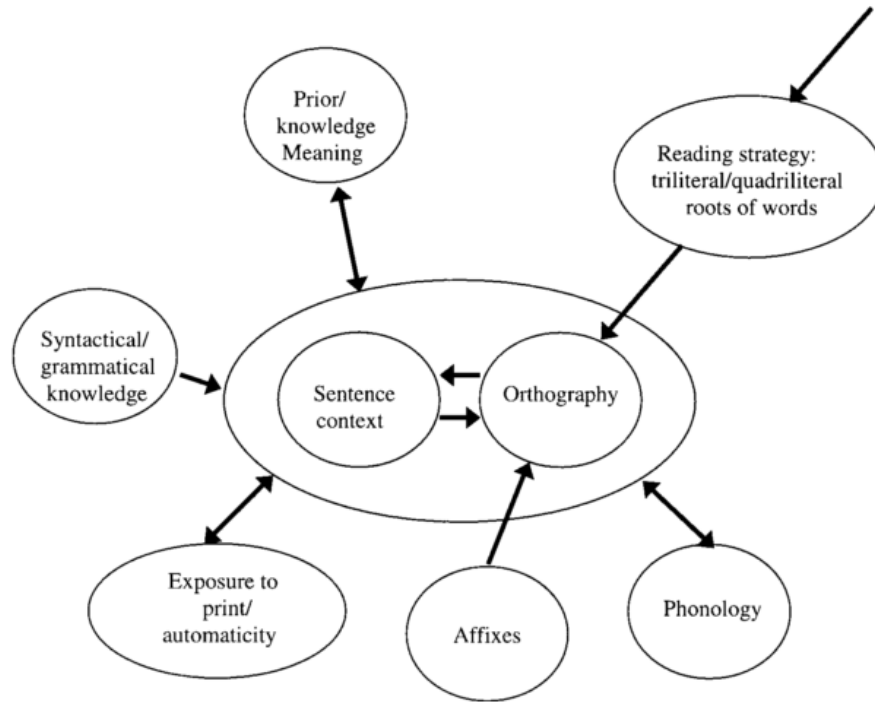 Prior/
knowledge
Meaning
Reading strategy:
triliteral/quadriliteral
roots of words
Syntactical/
grammatical
knowledge
Sentence
context
Orthography
Exposure to
print/
automaticity
Affixes
Phonology